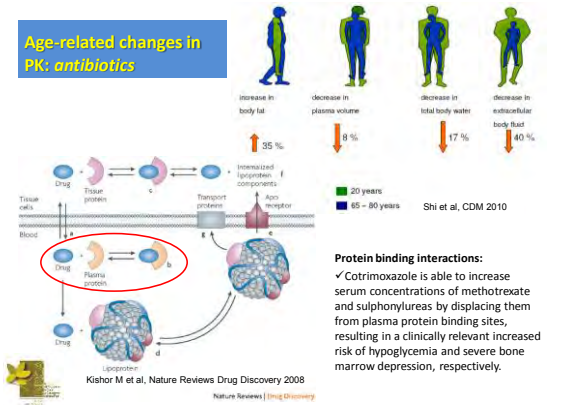 Age-related changes in
PK: antibiotics
increase in
body fat
decrease in
plasma volume
decrease in
total body water
decrease in
extracellular
body fluid
35 %
8 %
17 %
40 %
20 years
65 – 80 years
Shi et al, CDM 2010
Drug
Tissue
protein
c
Internalized
lipoprotein
components
f
Tissue
cells
Blood
a
Transport
proteins
g
Apo
receptor
e
Drug
Plasma
protein
b
Drug
Lipoprotein
d
Kishor M et al, Nature Reviews Drug Discovery 2008
Nature Reviews | Drug Discovery
Protein binding interactions:
✓Cotrimoxazole is able to increase
serum concentrations of methotrexate
and sulphonylureas by displacing them
from plasma protein binding sites,
resulting in a clinically relevant increased
risk of hypoglycemia and severe bone
marrow depression, respectively.